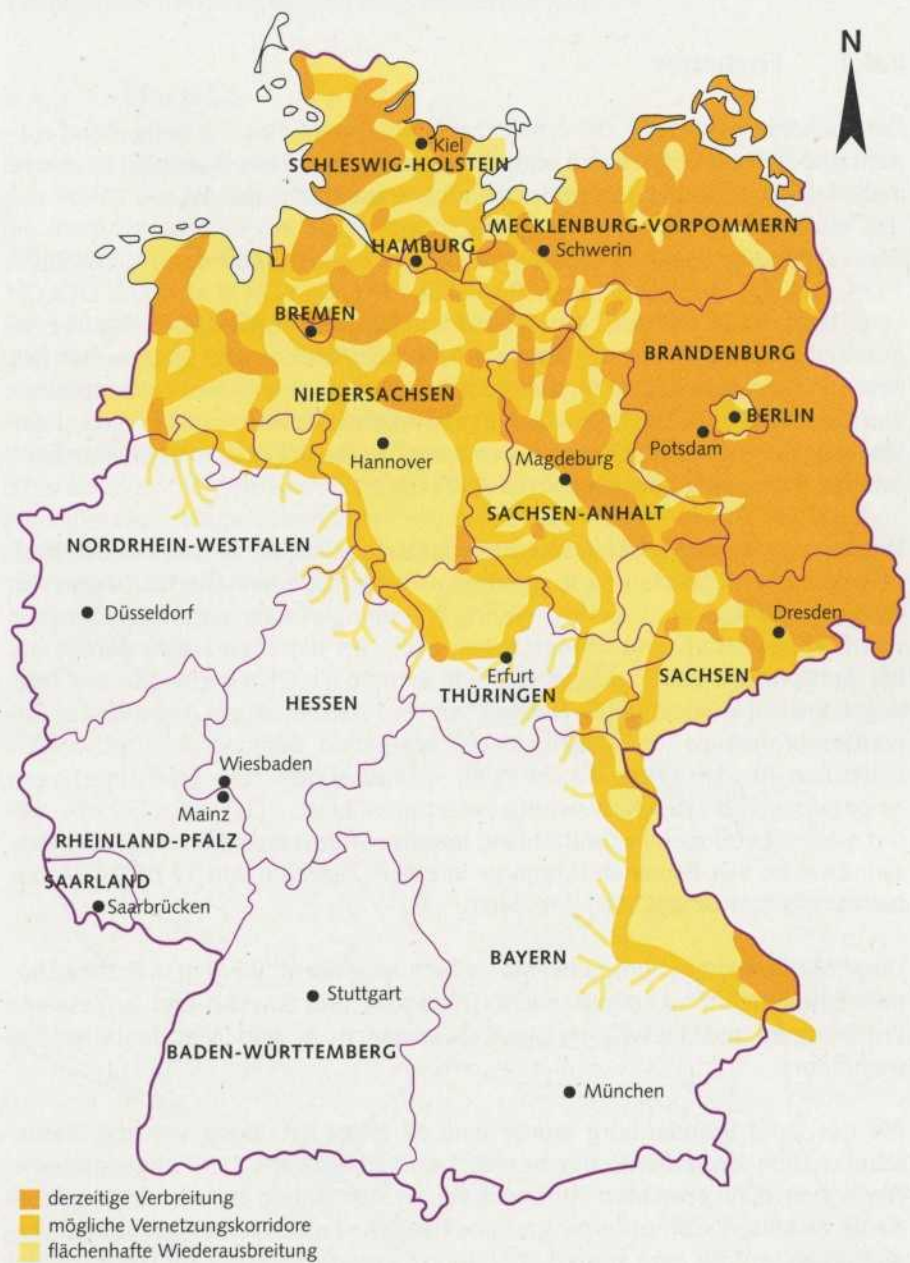 N
Kiel
SCHLESWIG-HOLSTEIN
MECKLENBURG-VORPOMMERN
HAMBURG
Schwerin
BREMEN
BRANDENBURG
NIEDERSACHSEN
BERLIN
Potsdam
Hannover
Magdeburg
SACHSEN-ANHALT
NORDRHEIN-WESTFALEN
Düsseldorf
Dresden
Erfurt
THÜRINGEN
SACHSEN
HESSEN
Wiesbaden
Mainz
RHEINLAND-PFALZ
SAARLAND
Saarbrücken
BAYERN
Stuttgart
BADEN-WÜRTTEMBERG
München
derzeitige Verbreitung
mögliche Vernetzungskorridore
flächenhafte Wiederausbreitung